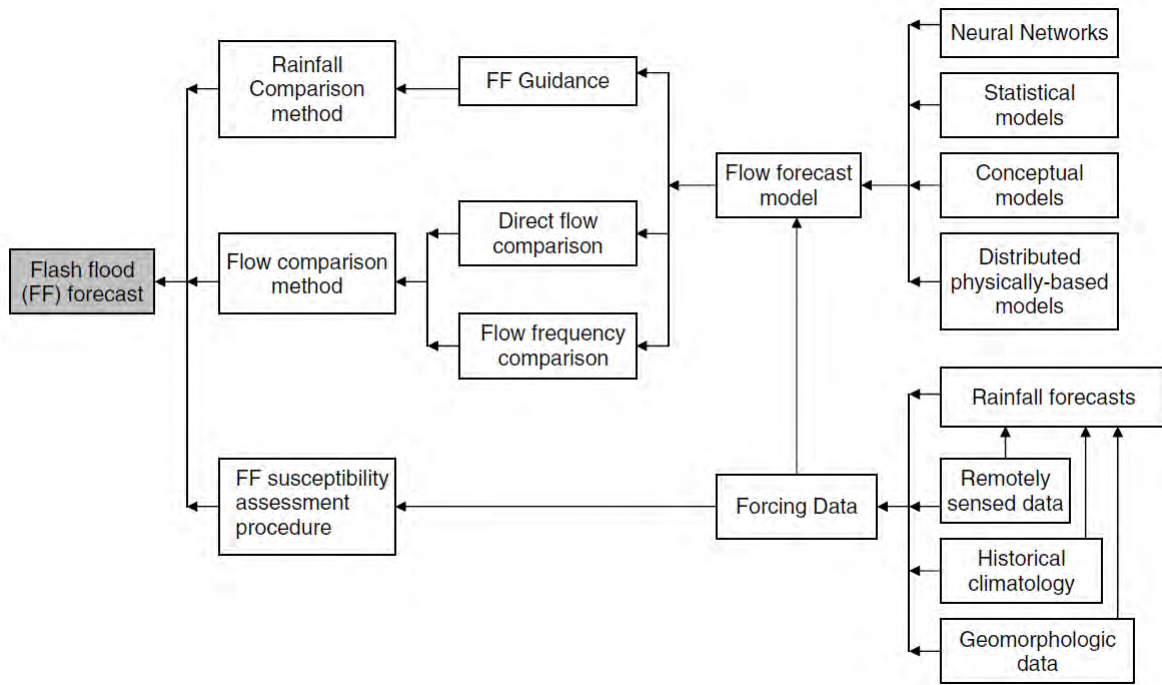 Rainfall
Comparison
method
FF Guidance
Neural Networks
Statistical
models
Flow forecast
model
Conceptual
models
Direct flow
comparison
Flash flood
(FF) forecast
Flow comparison
method
Distributed
physically-based
models
Flow frequency
comparison
Rainfall forecasts
FF susceptibility
assessment
procedure
Forcing Data
Remotely
sensed data
Historical
climatology
Geomorphologic
data